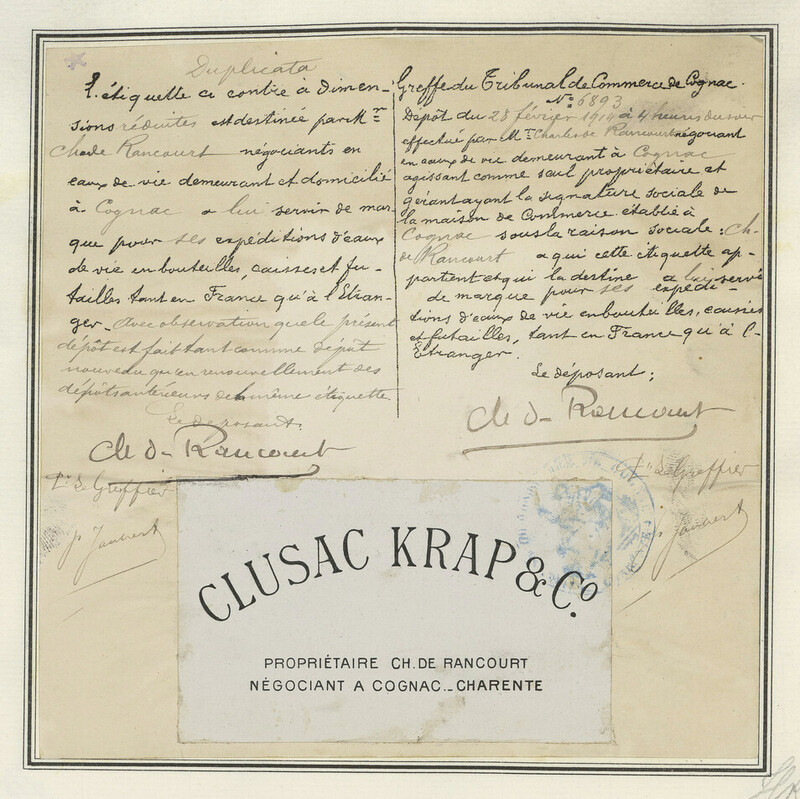 Duplicata
L'étiquette ci contre à dimen-
sions réduites est destinée par Mr
Ch de Rancourt négociants en
eaux de vie demeurant et domicilié
à Cognac a lui servir de mar-
que pour ses expéditions d'eaux
de vie en bouteilles, caisses et fu-
tailles tant en France qu'à l'Etran-
ger. Avec observation que le présent
dépôt est fait tant comme dépôt
nouveau qu'en renouvellement des
dépôts antérieurs de la même étiquette
Le déposant.
Ch de Rancourt
Pr Le Greffier
P. Jaubert
Greffe du Tribunal de Commerce de Cognac.
No 6893
Dépôt du 28 février 1914 à 4 heures du soir
effectué par M. Charles de Rancourt négociant
en eaux de vie demeurant à Cognac
agissant comme seul propriétaire et
gérant ayant la signature sociale de
la maison de Commerce établie à
Cognac sous la raison sociale: Ch.
de Rancourt a qui cette étiquette ap-
partient et qui la destine a lui servir
de marque pour ses expédi-
tions d'eaux de vie en bouteilles, caisses
et futailles, tant en France qu'à l'-
Etranger.
Le déposant;
Ch de Rancourt
Pr Le Greffier
P. Jaubert
CLUSAC KRAP & Co.
PROPRIÉTAIRE CH. DE RANCOURT
NÉGOCIANT A COGNAC._CHARENTE